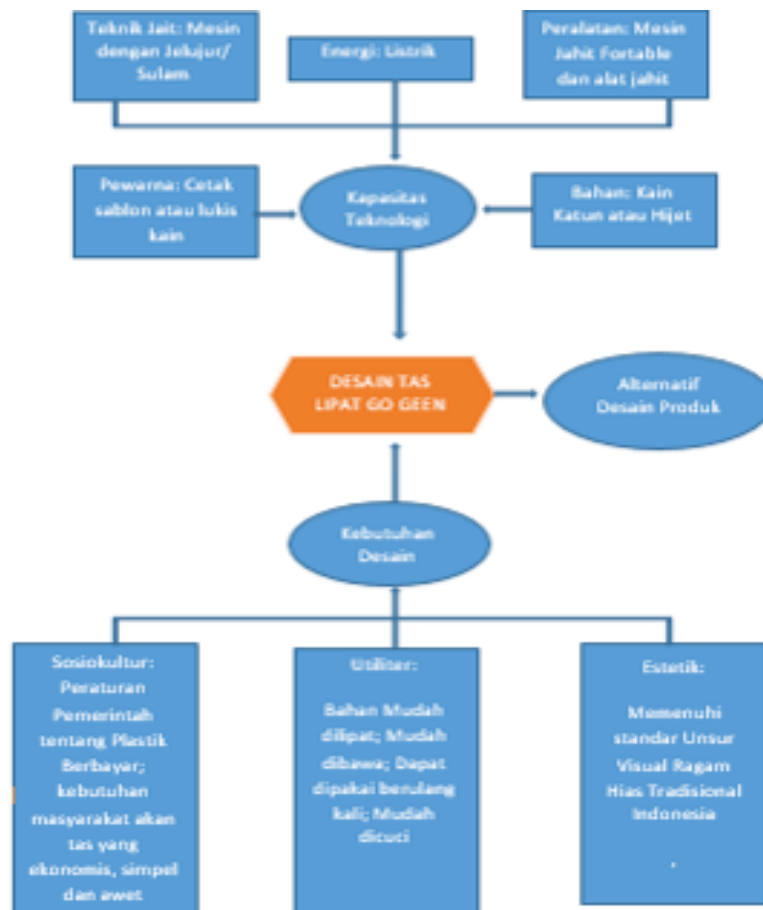 Teknik Jait: Mesin
dengan Jelujur/
Sulam
Energi: Listrik
Peralatan: Mesin
Jahit Fortable
dan alat jahit
Pewarna: Cetak
sablon atau lukis
kain
Kapasitas
Teknologi
Bahan: Kain
Katun atau Hijet
DESAIN TAS
LIPAT GO GEEN
Alternatif
Desain Produk
Kebutuhan
Desain
Sosiokultur:
Peraturan
Pemerintah
tentang Plastik
Berbayar;
kebutuhan
masyarakat akan
tas yang
ekonomis, simpel
dan awet
Utiliter:
Bahan Mudah
dilipat; Mudah
dibawa; Dapat
dipakai berulang
kali; Mudah
dicuci
Estetik:
Memenuhi
standar Unsur
Visual Ragam
Hias Tradisional
Indonesia
.